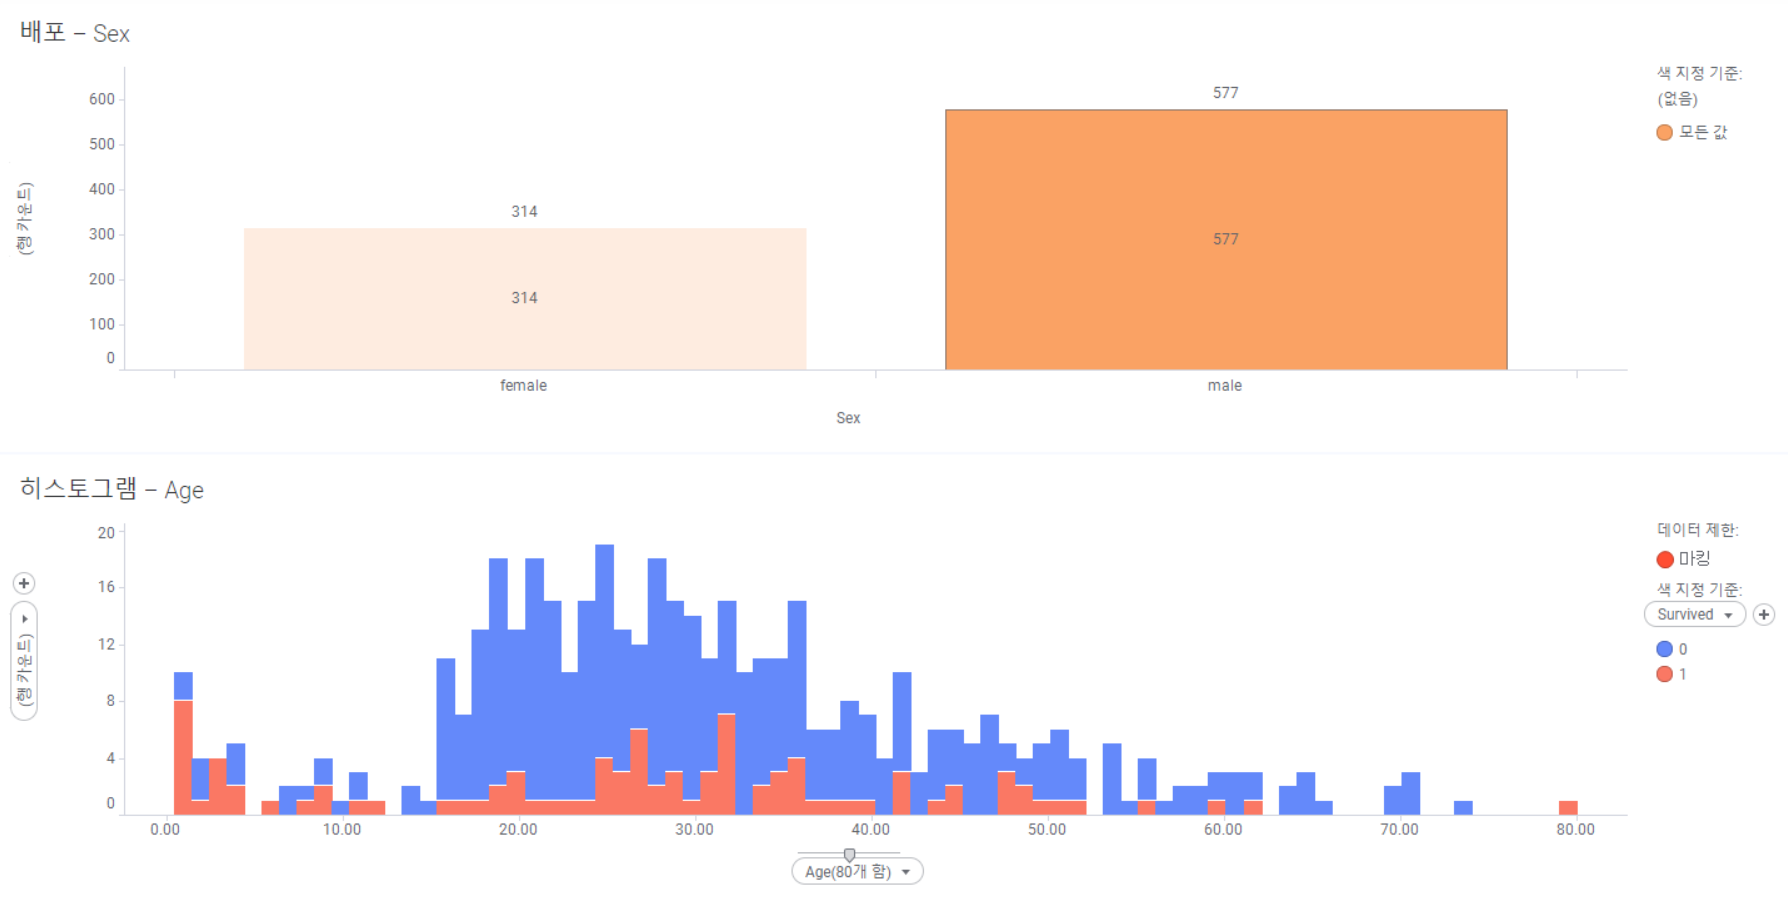 배포 – Sex
색 지정 기준:
(없음)
모든 값
(행 카운트)
600
500
400
300
200
100
0
314
314
577
577
female
male
Sex
히스토그램 – Age
데이터 제한:
마킹
색 지정 기준:
Survived
0
1
(행 카운트)
20
16
12
8
4
0
0.00
10.00
20.00
30.00
40.00
50.00
60.00
70.00
80.00
Age(80개 함)